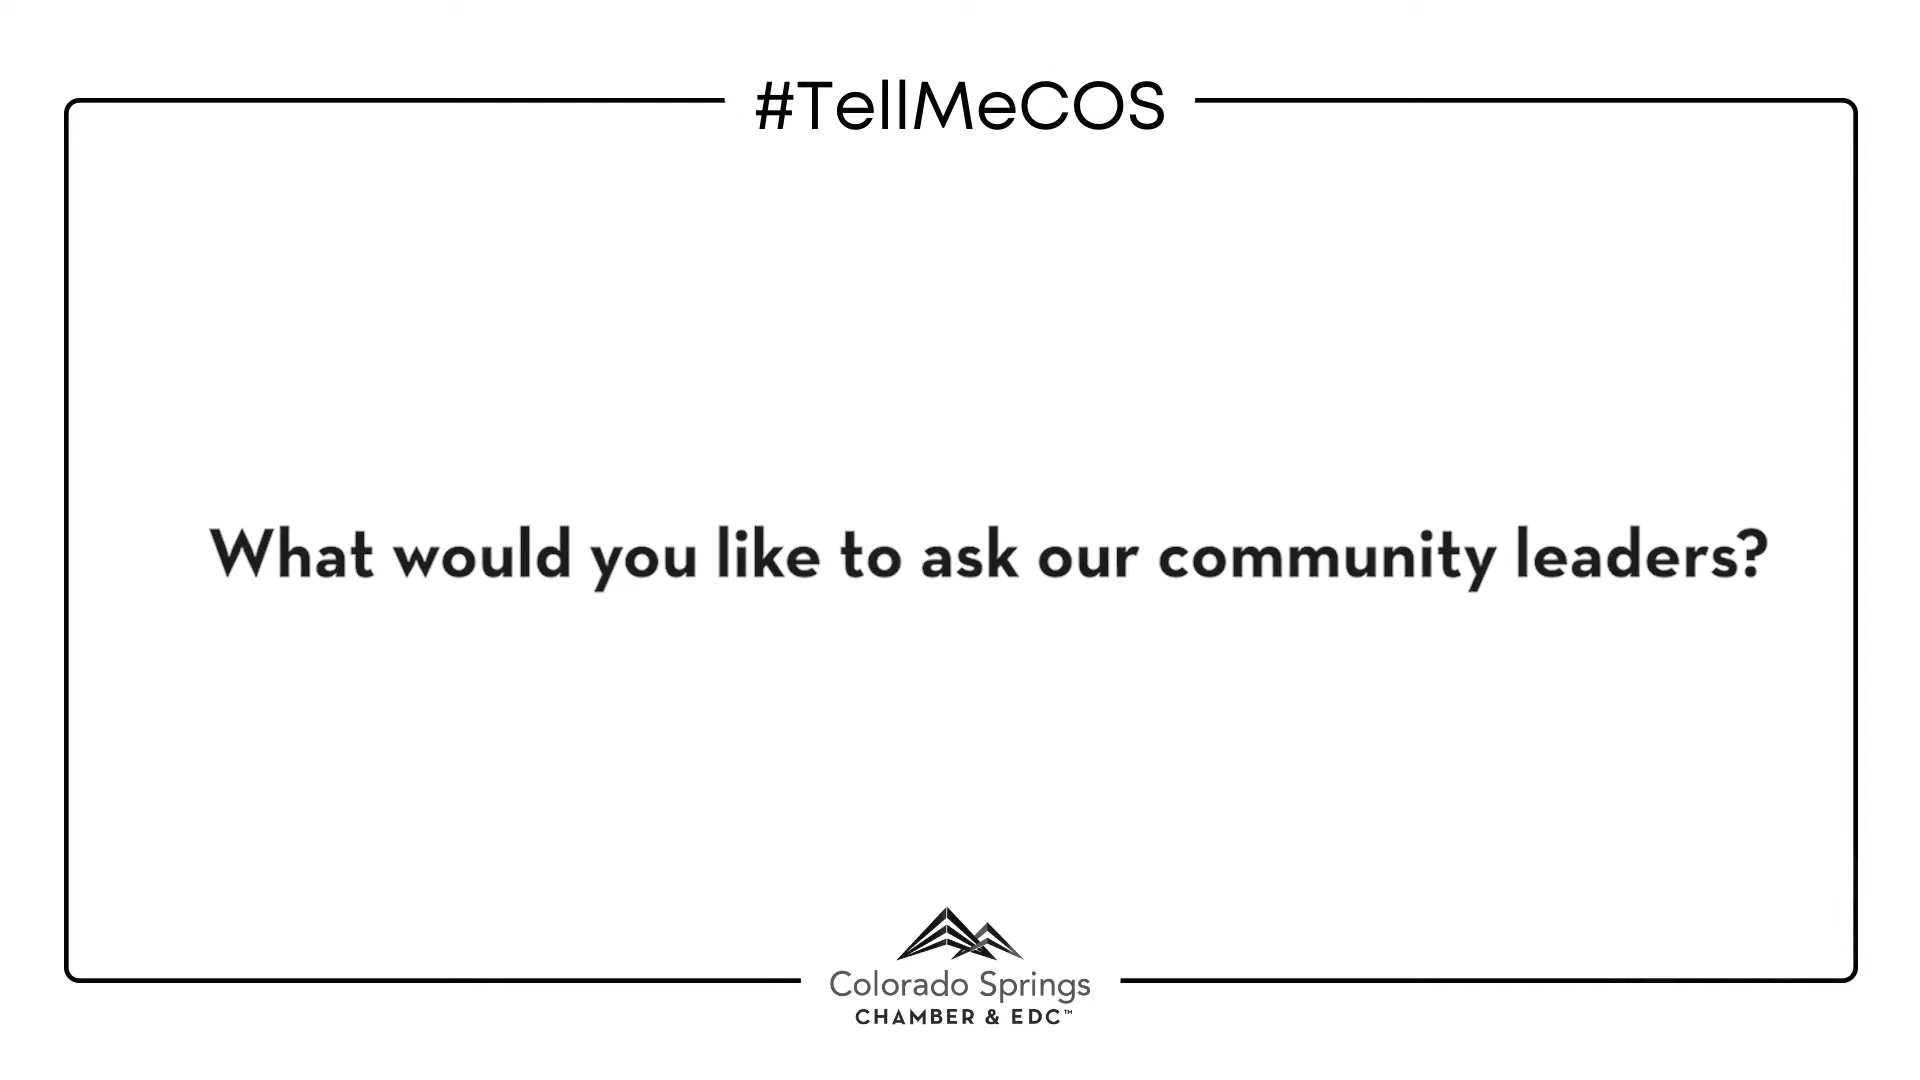 #TellMeCOS
What would you like to ask our community leaders?
Colorado Springs
CHAMBER & EDC™